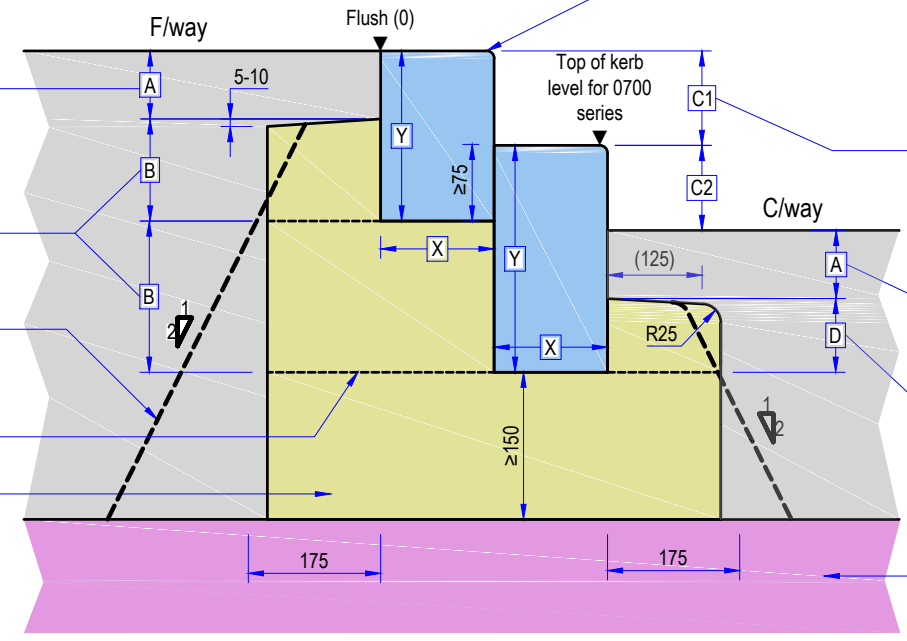 F/way
Flush (0)
5-10
Top of kerb
level for 0700
series
A
C1
Y
≥75
B
C2
C/way
X
Y
(125)
A
B
1
2
X
R25
D
1
2
≥150
175
175